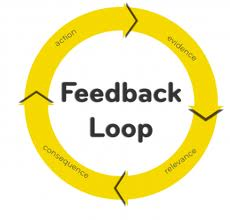 Feedback
Loop
action
evidence
relevance
consequence